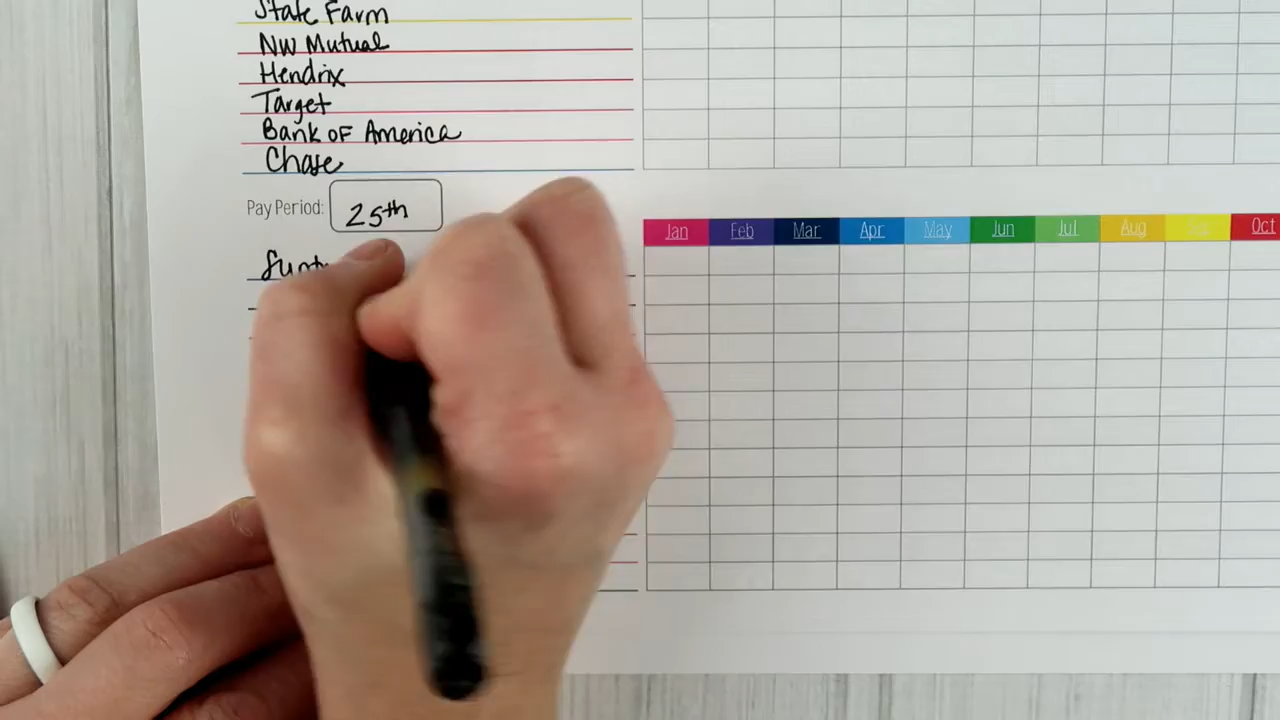 State Farm
NW Mutual
Hendrix
Target
Bank of America
Chase
Pay Period: 25th
Jan Feb Mar Apr May Jun Jul Aug Oct